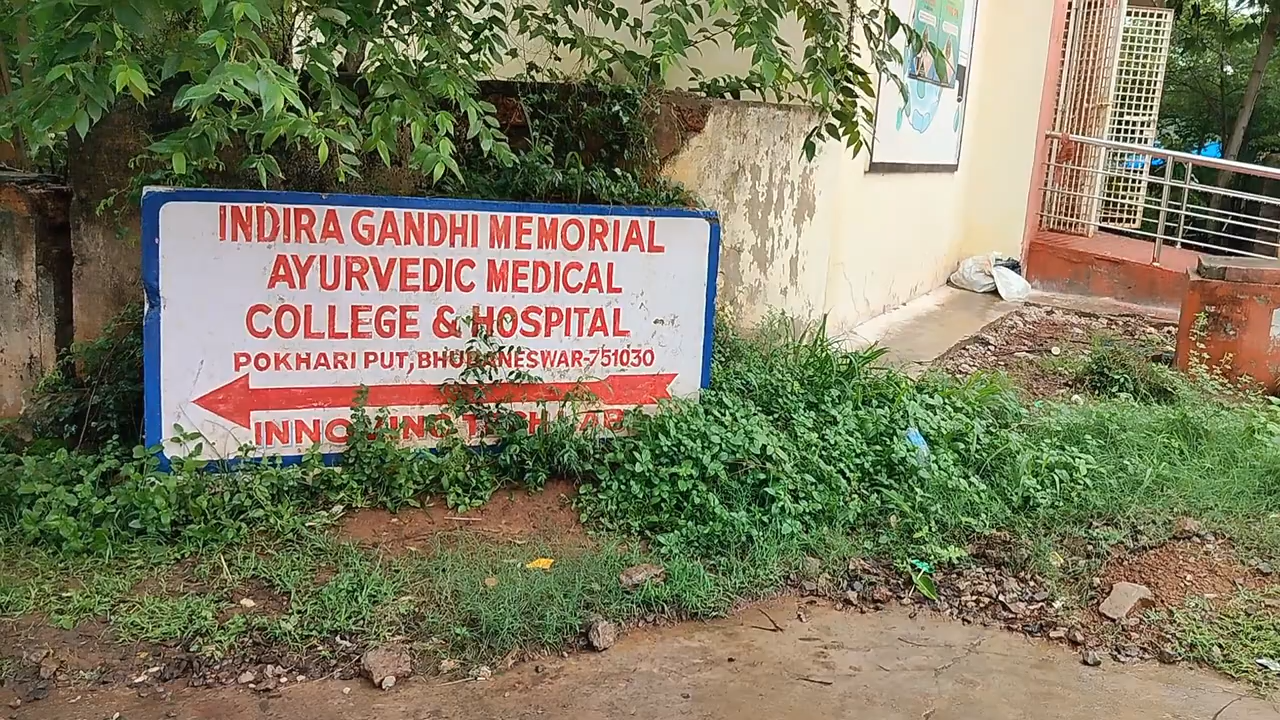 INDIRA GANDHI MEMORIAL
AYURVEDIC MEDICAL
COLLEGE & HOSPITAL
POKHARI PUT, BHUBANESWAR-751030